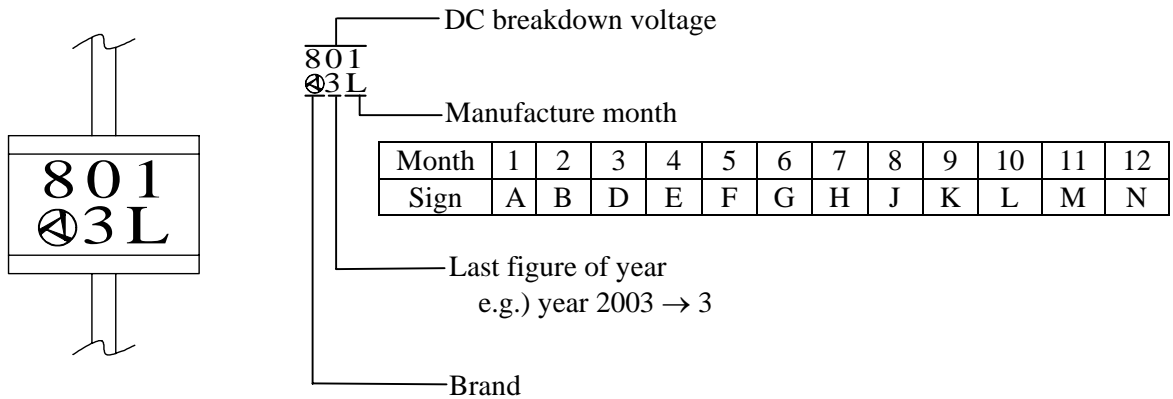 DC breakdown voltage
801
3L
Manufacture month
Month 1 2 3 4 5 6 7 8 9 10 11 12
Sign A B D E F G H J K L M N
801
3L
Last figure of year
e.g.) year 2003 → 3
Brand